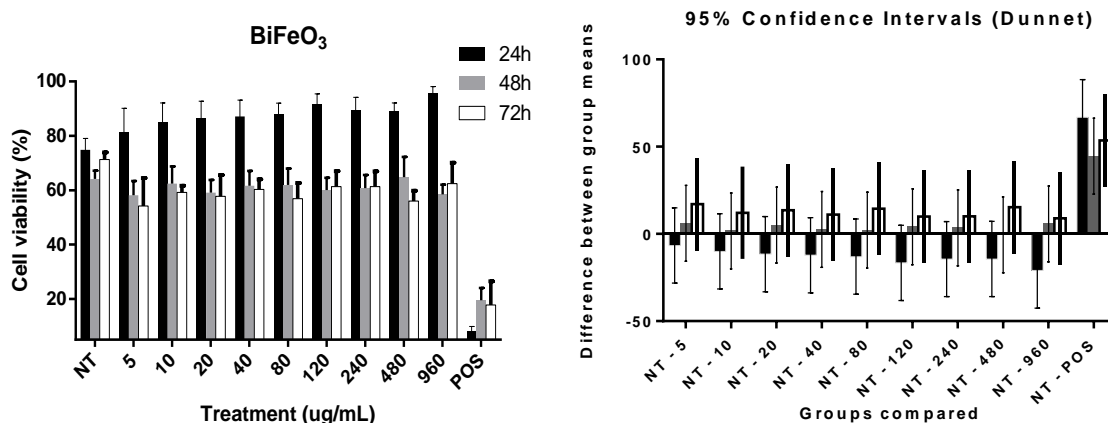 BiFeO3
24h
48h
72h
Cell viability (%)
100
80
60
40
20
NT
5
10
20
40
80
120
240
480
960
POS
Treatment (ug/mL)
95% Confidence Intervals (Dunnet)
Difference between group means
100
50
0
-50
NT - 5
NT - 10
NT - 20
NT - 40
NT - 80
NT - 120
NT - 240
NT - 480
NT - 960
NT - POS
Groups compared